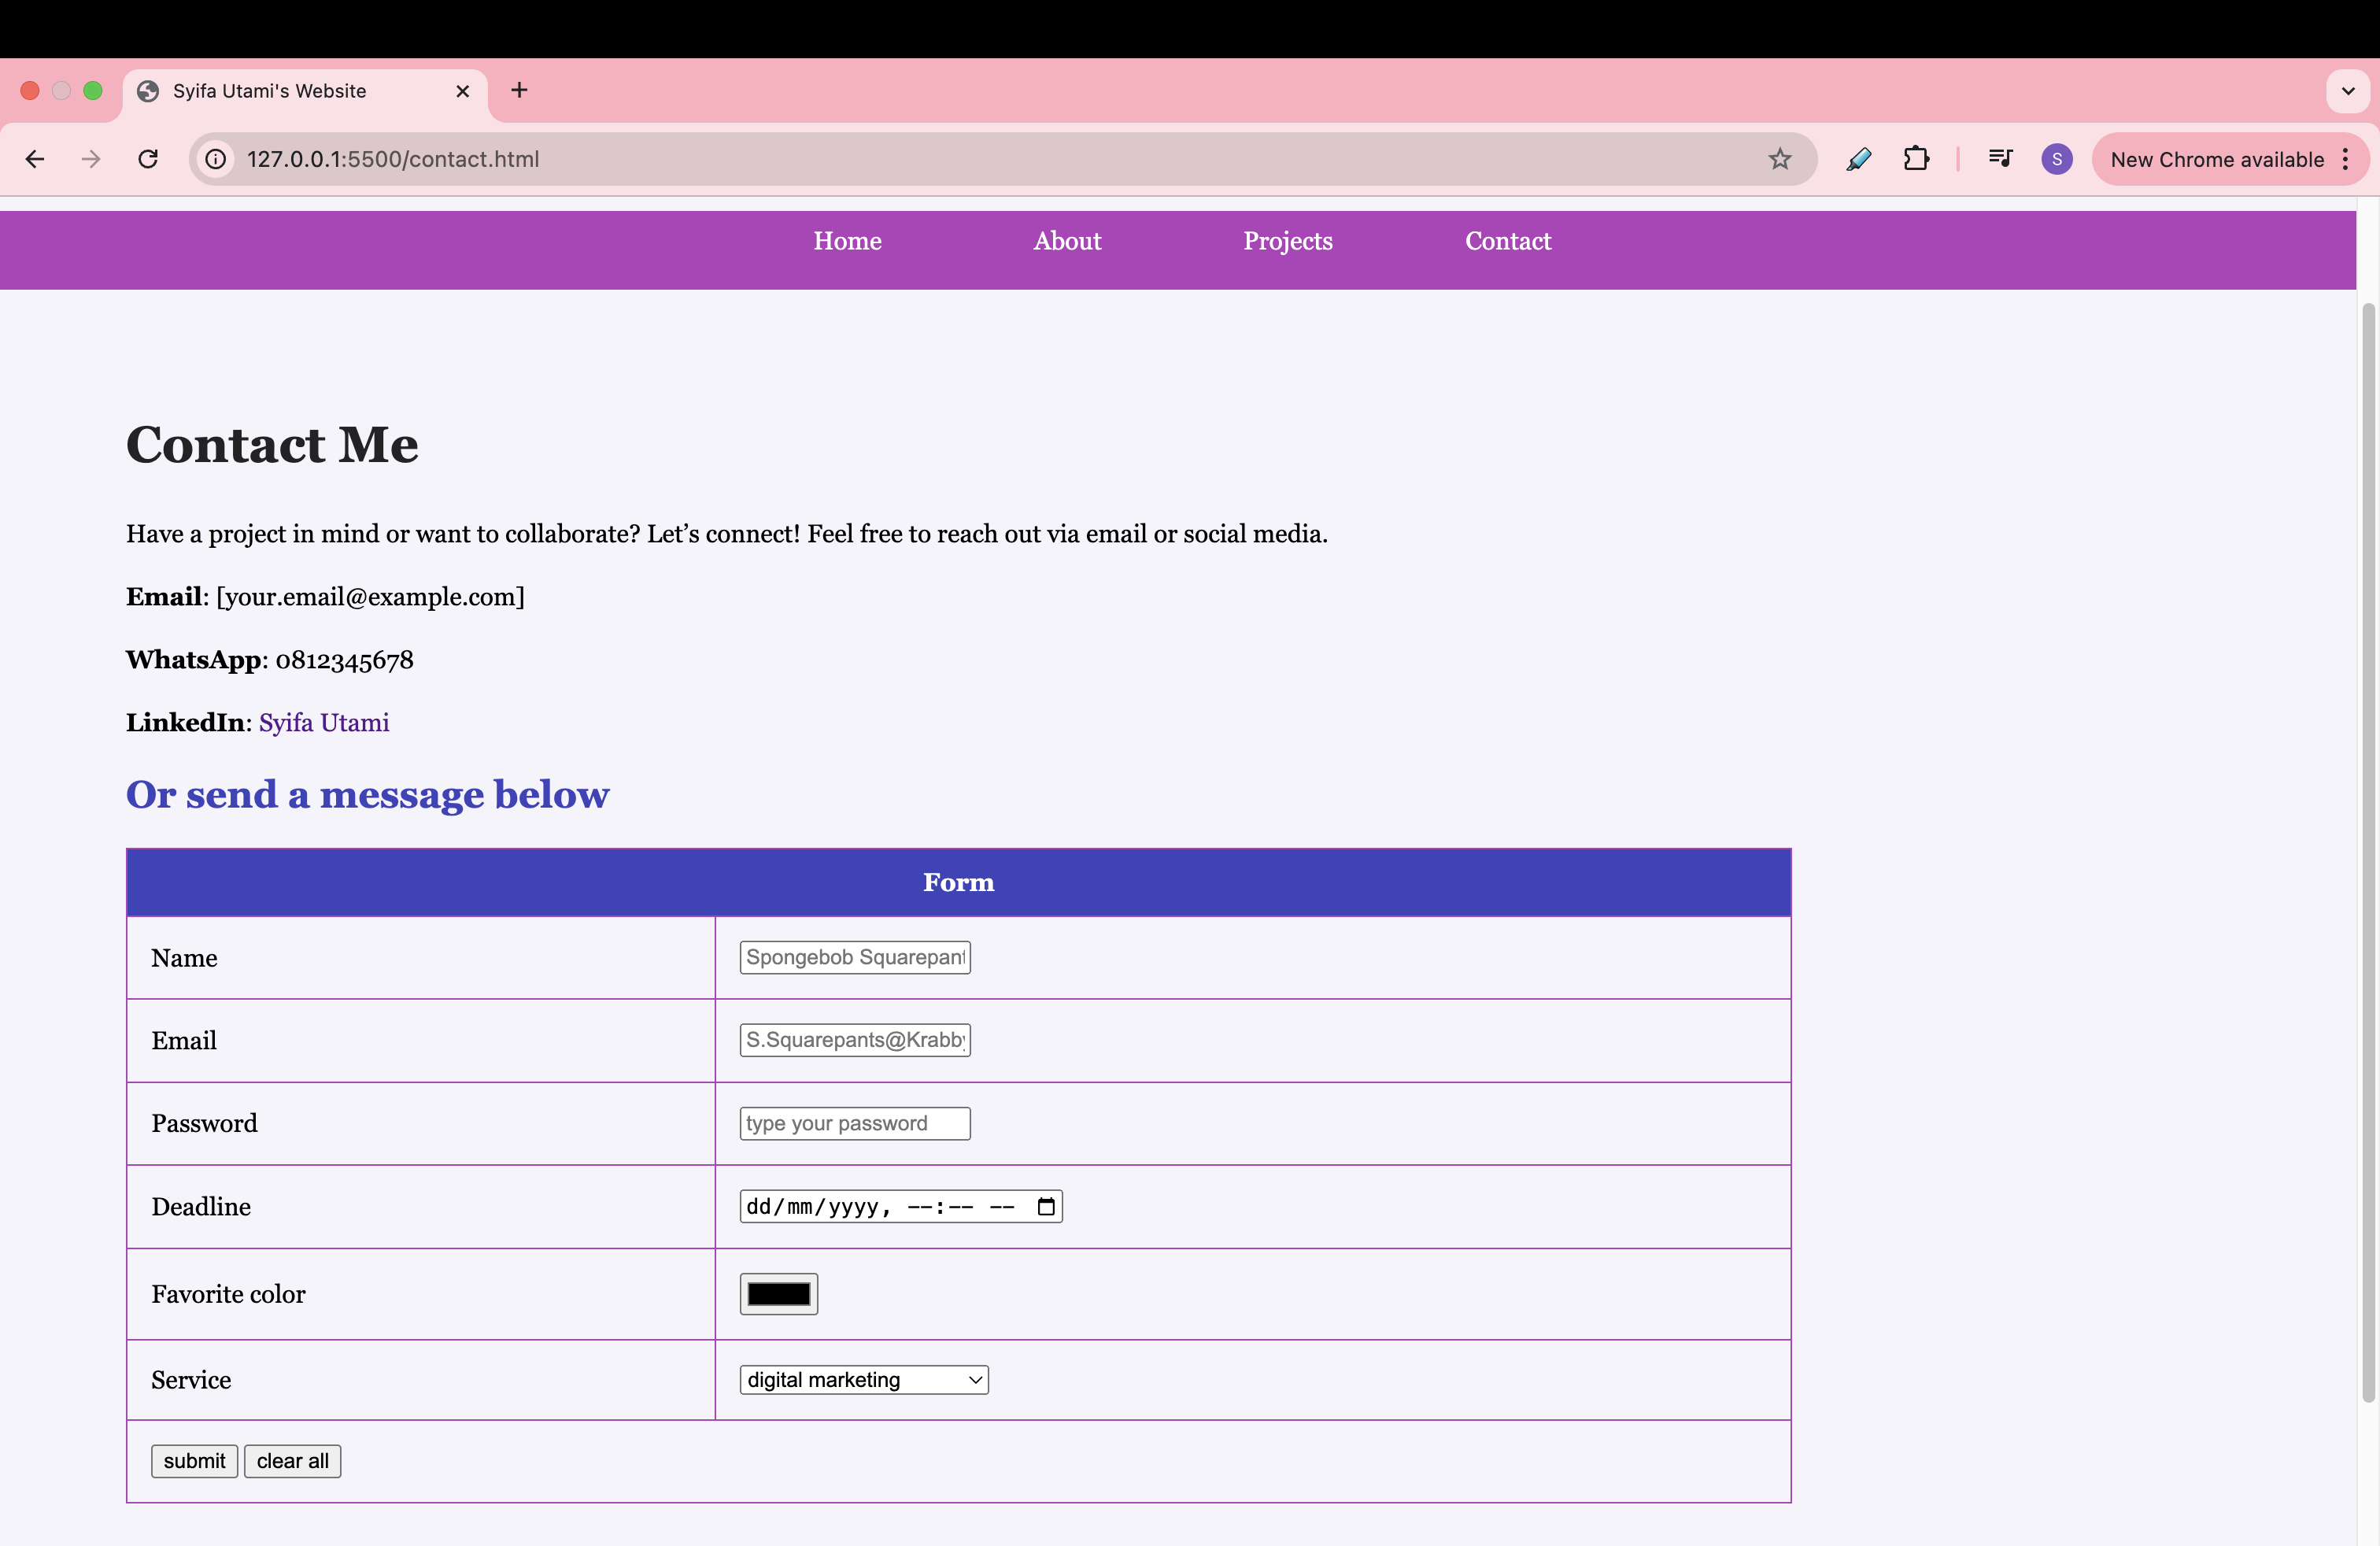 Syifa Utami's Website
127.0.0.1:5500/contact.html
S
New Chrome available
Home About Projects Contact
Contact Me
Have a project in mind or want to collaborate? Let’s connect! Feel free to reach out via email or social media.
Email: [your.email@example.com]
WhatsApp: 0812345678
LinkedIn: Syifa Utami
Or send a message below
Form
Name Spongebob Squarepant
Email S.Squarepants@Krabb
Password type your password
Deadline dd/mm/yyyy, --:-- --
Favorite color
Service digital marketing
submit clear all